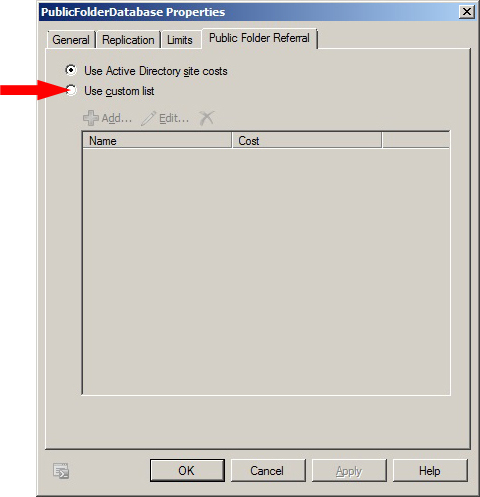 PublicFolderDatabase Properties
General Replication Limits Public Folder Referral
Use Active Directory site costs
Use custom list
Add... Edit...
Name Cost
OK Cancel Apply Help